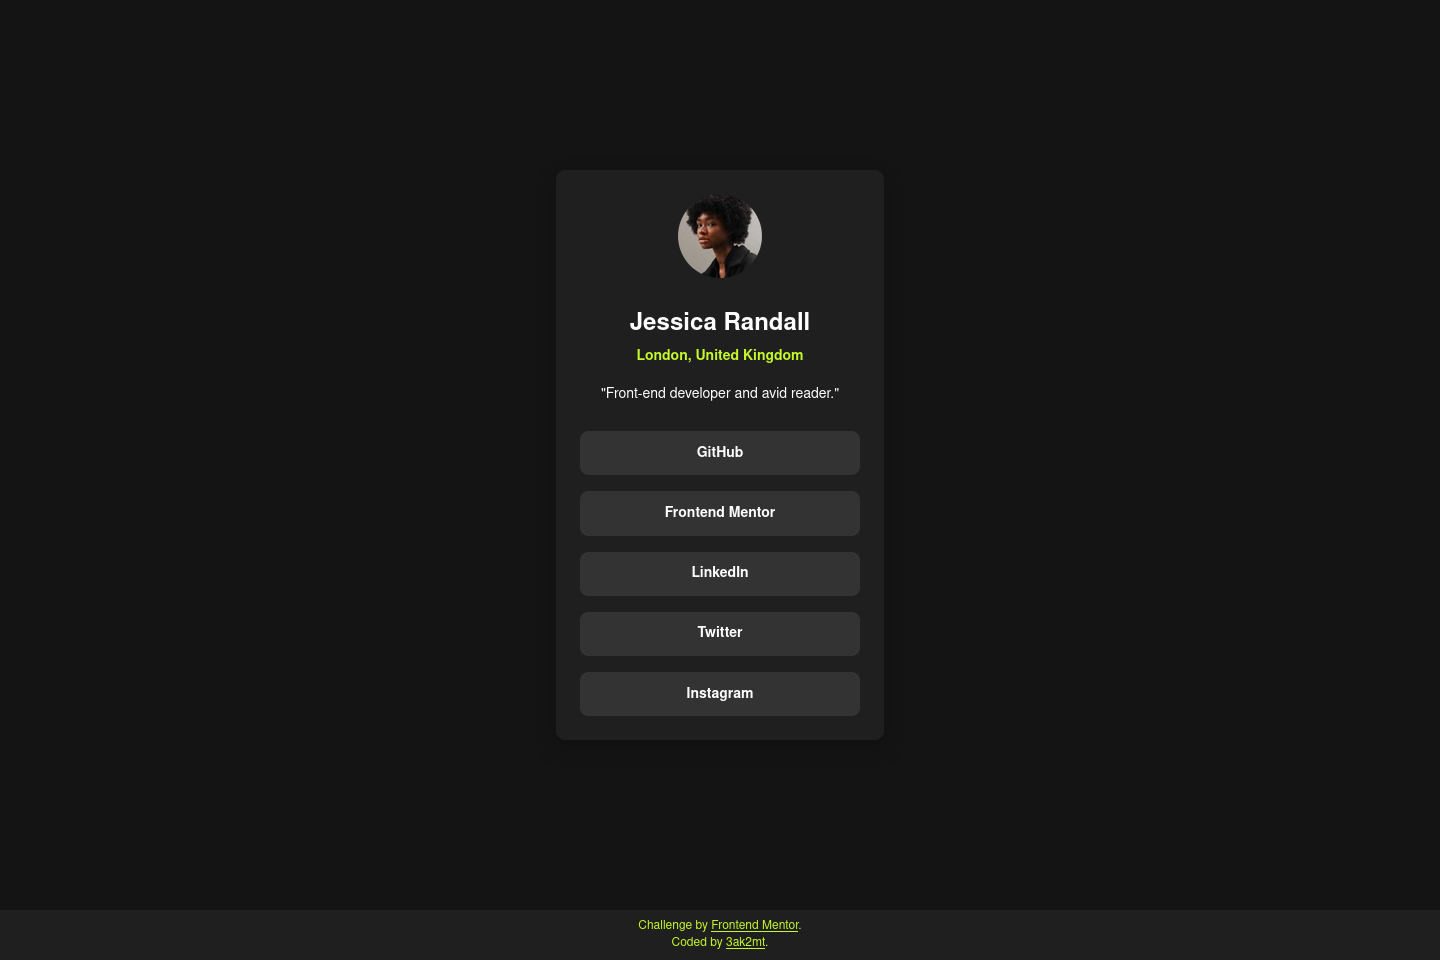 Jessica Randall
London, United Kingdom
"Front-end developer and avid reader."
GitHub
Frontend Mentor
LinkedIn
Twitter
Instagram
Challenge by Frontend Mentor.
Coded by 3ak2mt.